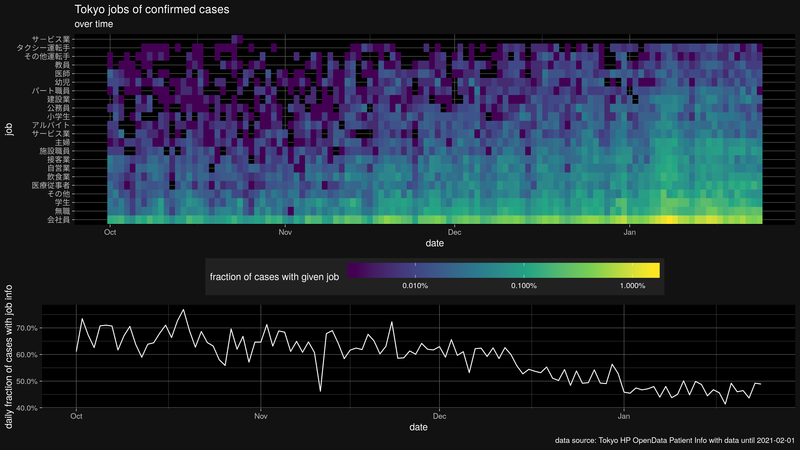 Tokyo jobs of confirmed cases
over time
job
サービス業
タクシー運転手
その他運転手
教員
医師
幼児
パート職員
建設業
公務員
小学生
アルバイト
サービス業
主婦
施設職員
接客業
自営業
飲食業
医療従事者
その他
学生
無職
会社員
Oct Nov Dec Jan
date
fraction of cases with given job
0.010% 0.100% 1.000%
daily fraction of cases with job info
70.0%
60.0%
50.0%
40.0%
Oct Nov Dec Jan
date
data source: Tokyo HP OpenData Patient Info with data until 2021-02-01